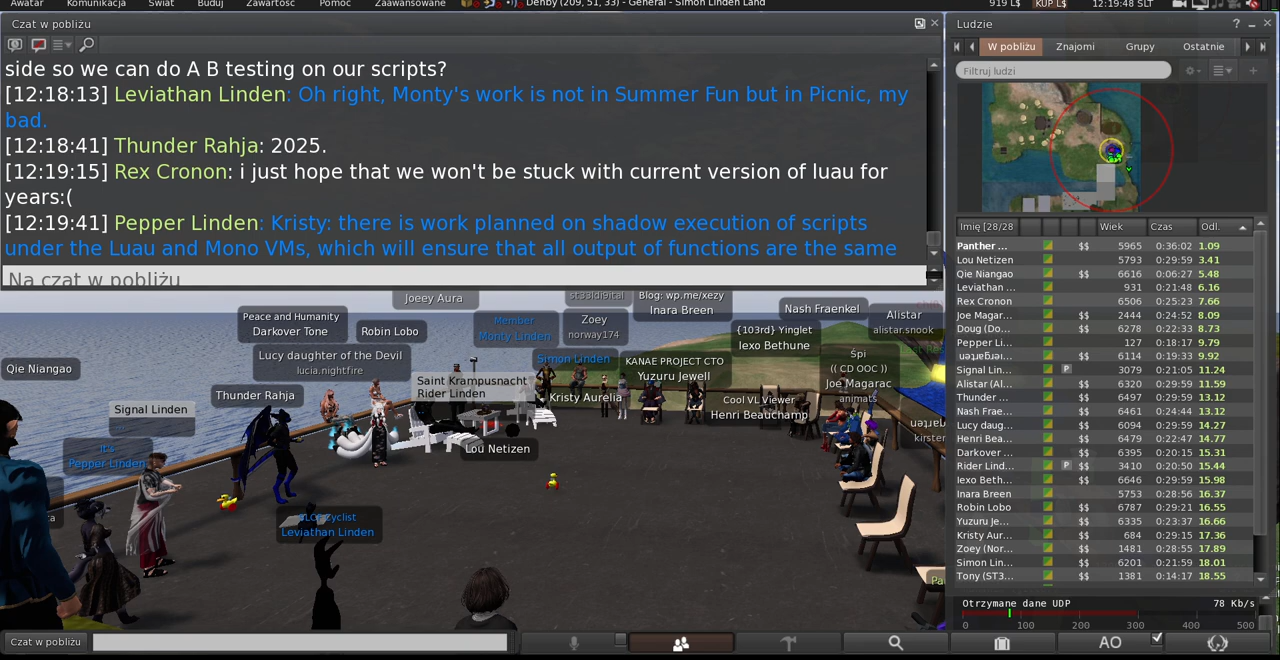 Awatar Komunikacja Świat Buduj Zawartość Pomoc Zaawansowane Denby (209, 51, 33) - General - Simon Linden Land 919 L$ KUP L$ 12:19:48 SLT
Czat w pobliżu
side so we can do A B testing on our scripts?
[12:18:13] Leviathan Linden: Oh right, Monty's work is not in Summer Fun but in Picnic, my
bad.
[12:18:41] Thunder Rahja: 2025.
[12:19:15] Rex Cronon: i just hope that we won't be stuck with current version of luau for
years:(
[12:19:41] Pepper Linden: Kristy: there is work planned on shadow execution of scripts
under the Luau and Mono VMs, which will ensure that all output of functions are the same
Na czat w pobliżu
Joeey Aura
st33ld1g1tal
Blog: wp.me/xezy
Inara Breen
Nash Fraenkel
Peace and Humanity
Darkover Tone
Robin Lobo
Member
Monty Linden
Zoey
norway174
{103rd} Yinglet
Iexo Bethune
Alistar
alistar.snook
Qie Niangao
Lucy daughter of the Devil
lucia.nightfire
Simon Linden
KANAE PROJECT CTO
Yuzuru Jewell
Śpi
(( CD OOC ))
Joe Magarac
animats
Thunder Rahja
Saint Krampusnacht
Rider Linden
Kristy Aurelia
Cool VL Viewer
Henri Beauchamp
Signal Linden
Lou Netizen
kirsten
It's
Pepper Linden
Leviathan Linden
Pa
Czat w pobliżu
Ludzie
? _ ×
W pobliżu Znajomi Grupy Ostatnie
Filtruj ludzi
Imię [28/28 Wiek Czas Odl.
Panther ... $$ 5965 0:36:02 1.09
Lou Netizen 5793 0:29:59 3.41
Qie Niangao $$ 6616 0:06:27 5.48
Leviathan ... 931 0:21:48 6.16
Rex Cronon 6506 0:25:23 7.66
Joe Magar... $$ 2444 0:24:52 8.09
Doug (Do... $$ 6278 0:22:33 8.73
Pepper Li... 127 0:18:17 9.79
$$ 6114 0:29:33 9.92
Signal Lin... P 3079 0:21:05 11.24
Alistar (Al... $$ 6320 0:29:59 11.59
Thunder ... $$ 6497 0:29:59 13.12
Nash Frae... $$ 6461 0:24:44 13.12
Lucy daug... $$ 6094 0:29:59 14.27
Henri Bea... $$ 6479 0:22:47 14.77
Darkover ... $$ 6395 0:20:15 15.31
Rider Lind... P $$ 3410 0:20:50 15.44
Iexo Beth... $$ 6646 0:29:59 15.98
Inara Breen 5753 0:28:56 16.37
Robin Lobo $$ 6787 0:29:21 16.55
Yuzuru Je... $$ 6335 0:23:37 16.66
Kristy Aur... $$ 684 0:29:15 17.36
Zoey (Nor... $$ 1481 0:28:55 17.89
Simon Lin... $$ 6201 0:21:59 18.01
Tony (ST3... $$ 1381 0:14:17 18.55
Otrzymane dane UDP 78 Kb/s
0 100 200 300 400 500
AO